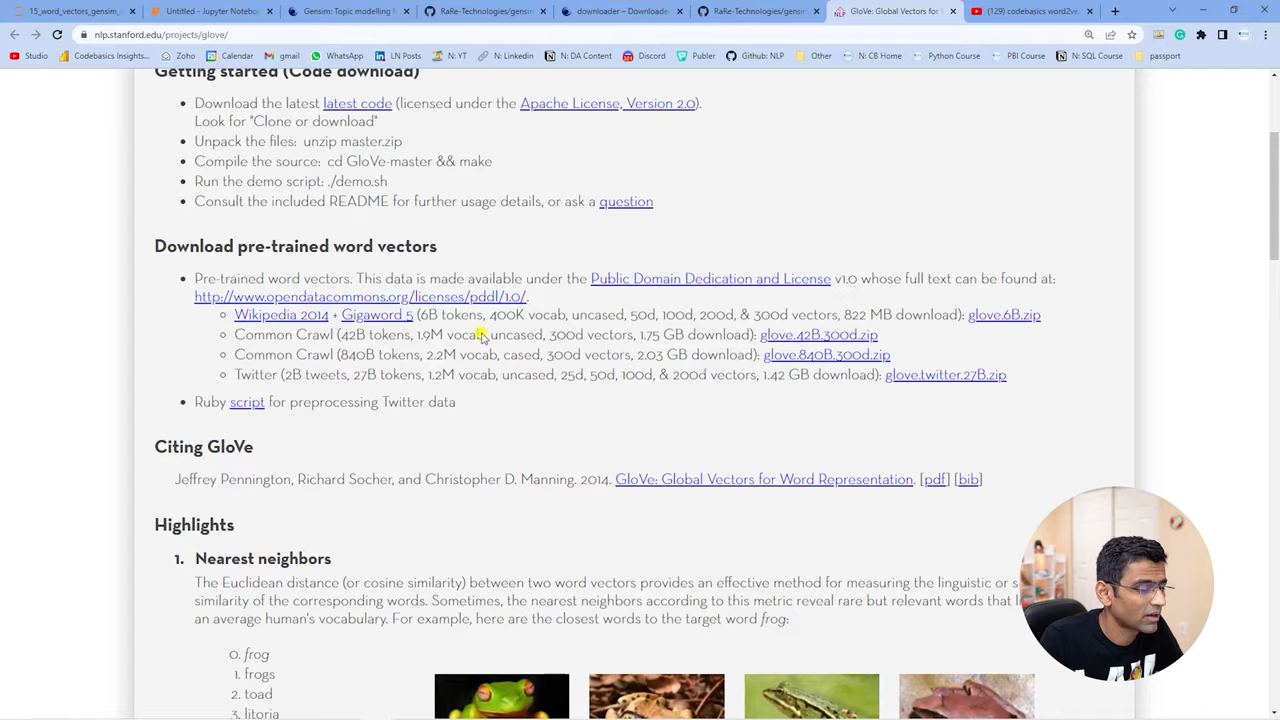 15_word_vectors_gensim_
Untitled - Jupyter Noteboo
Gensim: Topic modelling f
RaRe-Technologies/gensim
downloader – Downloade
RaRe-Technologies/gensim
GloVe: Global Vectors for W
(129) codebasics word2ve
nlp.stanford.edu/projects/glove/
Studio
Codebasics Insights...
Zoho
Calendar
gmail
WhatsApp
LN Posts
N: YT
N: Linkedin
N: DA Content
Discord
Publer
Github: NLP
Other
N: CB Home
Python Course
PBI Course
N: SQL Course
passport
Getting started (Code download)
• Download the latest latest code (licensed under the Apache License, Version 2.0).
Look for "Clone or download"
• Unpack the files: unzip master.zip
• Compile the source: cd GloVe-master && make
• Run the demo script: ./demo.sh
• Consult the included README for further usage details, or ask a question
Download pre-trained word vectors
• Pre-trained word vectors. This data is made available under the Public Domain Dedication and License v1.0 whose full text can be found at:
http://www.opendatacommons.org/licenses/pddl/1.0/.
Wikipedia 2014 + Gigaword 5 (6B tokens, 400K vocab, uncased, 50d, 100d, 200d, & 300d vectors, 822 MB download): glove.6B.zip
Common Crawl (42B tokens, 1.9M vocab, uncased, 300d vectors, 1.75 GB download): glove.42B.300d.zip
Common Crawl (840B tokens, 2.2M vocab, cased, 300d vectors, 2.03 GB download): glove.840B.300d.zip
Twitter (2B tweets, 27B tokens, 1.2M vocab, uncased, 25d, 50d, 100d, & 200d vectors, 1.42 GB download): glove.twitter.27B.zip
• Ruby script for preprocessing Twitter data
Citing GloVe
Jeffrey Pennington, Richard Socher, and Christopher D. Manning. 2014. GloVe: Global Vectors for Word Representation. [pdf] [bib]
Highlights
1. Nearest neighbors
The Euclidean distance (or cosine similarity) between two word vectors provides an effective method for measuring the linguistic or s
similarity of the corresponding words. Sometimes, the nearest neighbors according to this metric reveal rare but relevant words that li
an average human's vocabulary. For example, here are the closest words to the target word frog:
0. frog
1. frogs
2. toad
3. litoria